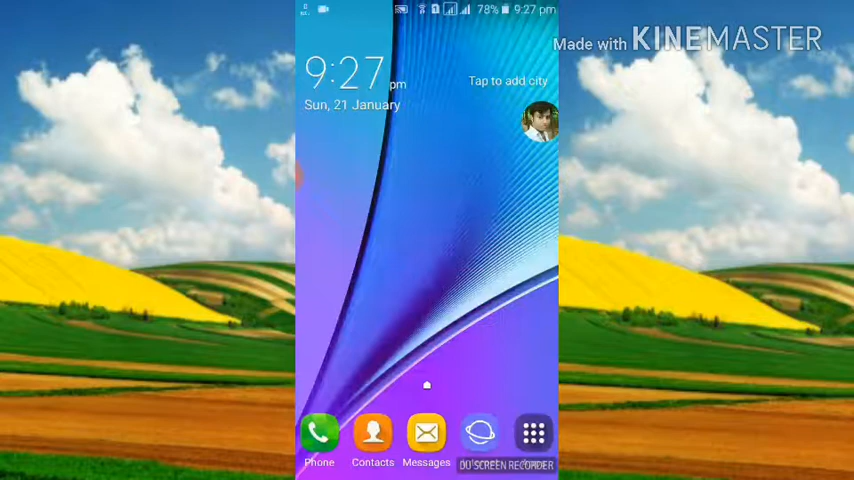 78% 9:27 pm
Made with KINEMASTER
9:27 pm
Tap to add city
Sun, 21 January
Phone
Contacts
Messages
DU SCREEN RECORDER